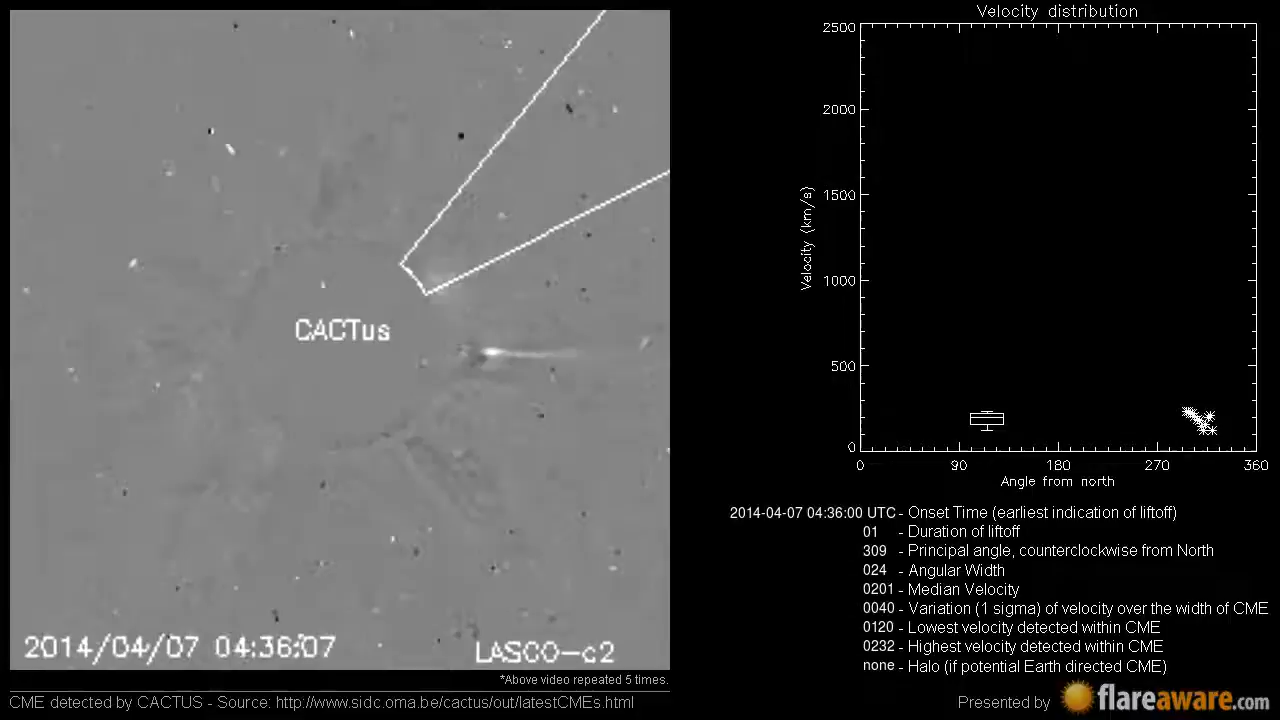 CACTus
2014/04/07 04:36:07
LASCO-c2
*Above video repeated 5 times.
CME detected by CACTUS - Source: http://www.sidc.oma.be/cactus/out/latestCMEs.html
Velocity distribution
2500
2000
1500
1000
500
0
Velocity (km/s)
0 90 180 270 360
Angle from north
2014-04-07 04:36:00 UTC - Onset Time (earliest indication of liftoff)
01 - Duration of liftoff
309 - Principal angle, counterclockwise from North
024 - Angular Width
0201 - Median Velocity
0040 - Variation (1 sigma) of velocity over the width of CME
0120 - Lowest velocity detected within CME
0232 - Highest velocity detected within CME
none - Halo (if potential Earth directed CME)
Presented by flareaware.com